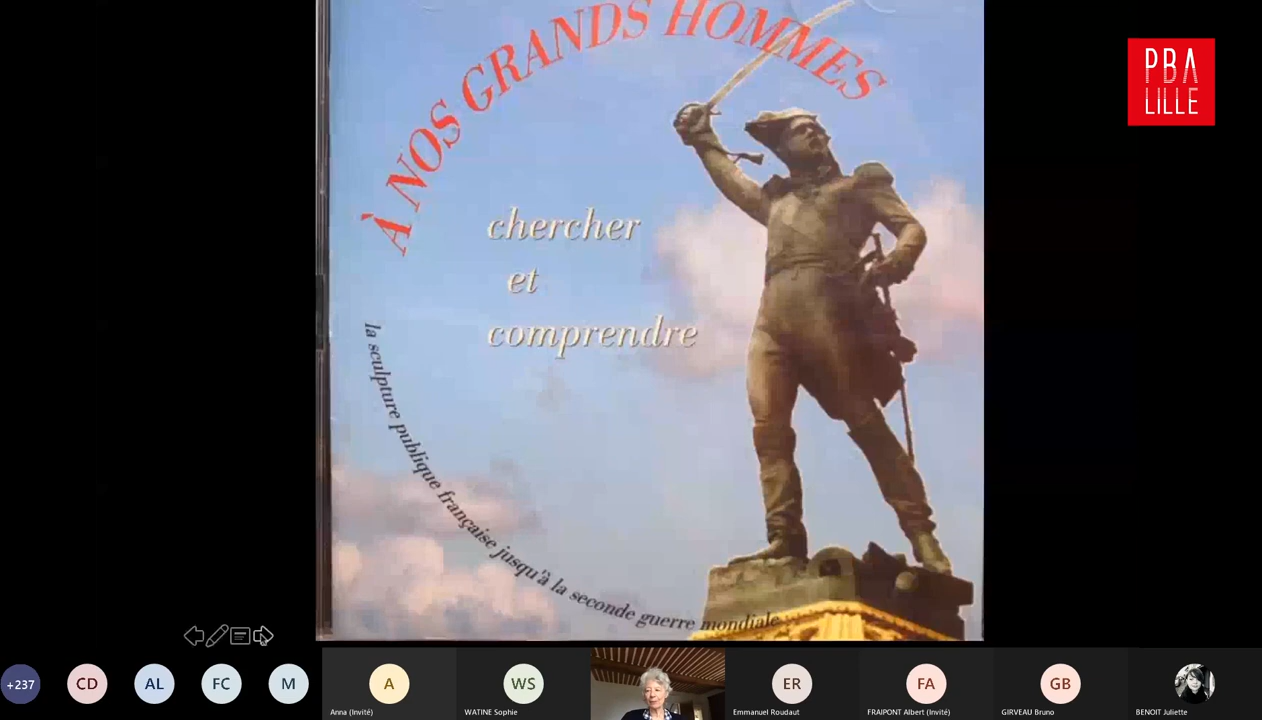 À NOS GRANDS HOMMES
chercher
et
comprendre
la sculpture publique française jusqu'à la seconde guerre mondiale
PBA
LILLE
+237
CD
AL
FC
M
A
Anna (Invité)
WS
WATINE Sophie
ER
Emmanuel Roudaut
FA
FRAIPONT Albert (Invité)
GB
GIRVEAU Bruno
BENOIT Juliette